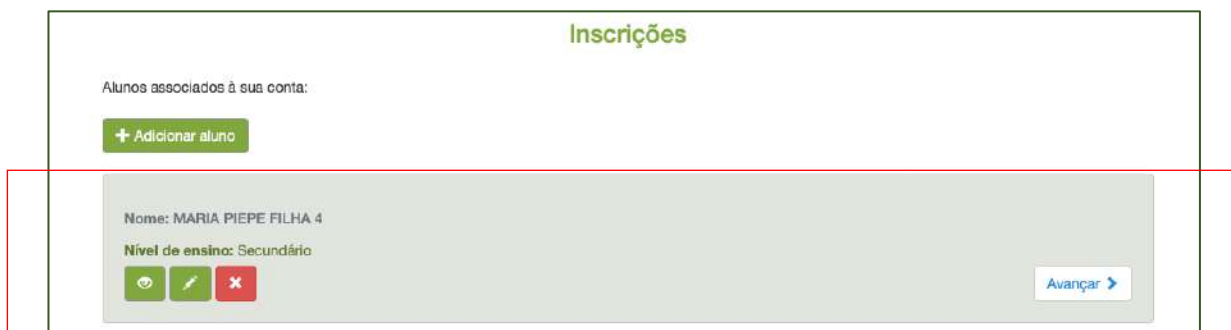 Inscrições
Alunos associados à sua conta:
Adicionar aluno
Nome: MARIA PIEPE FILHA 4
Nível de ensino: Secundário
Avançar